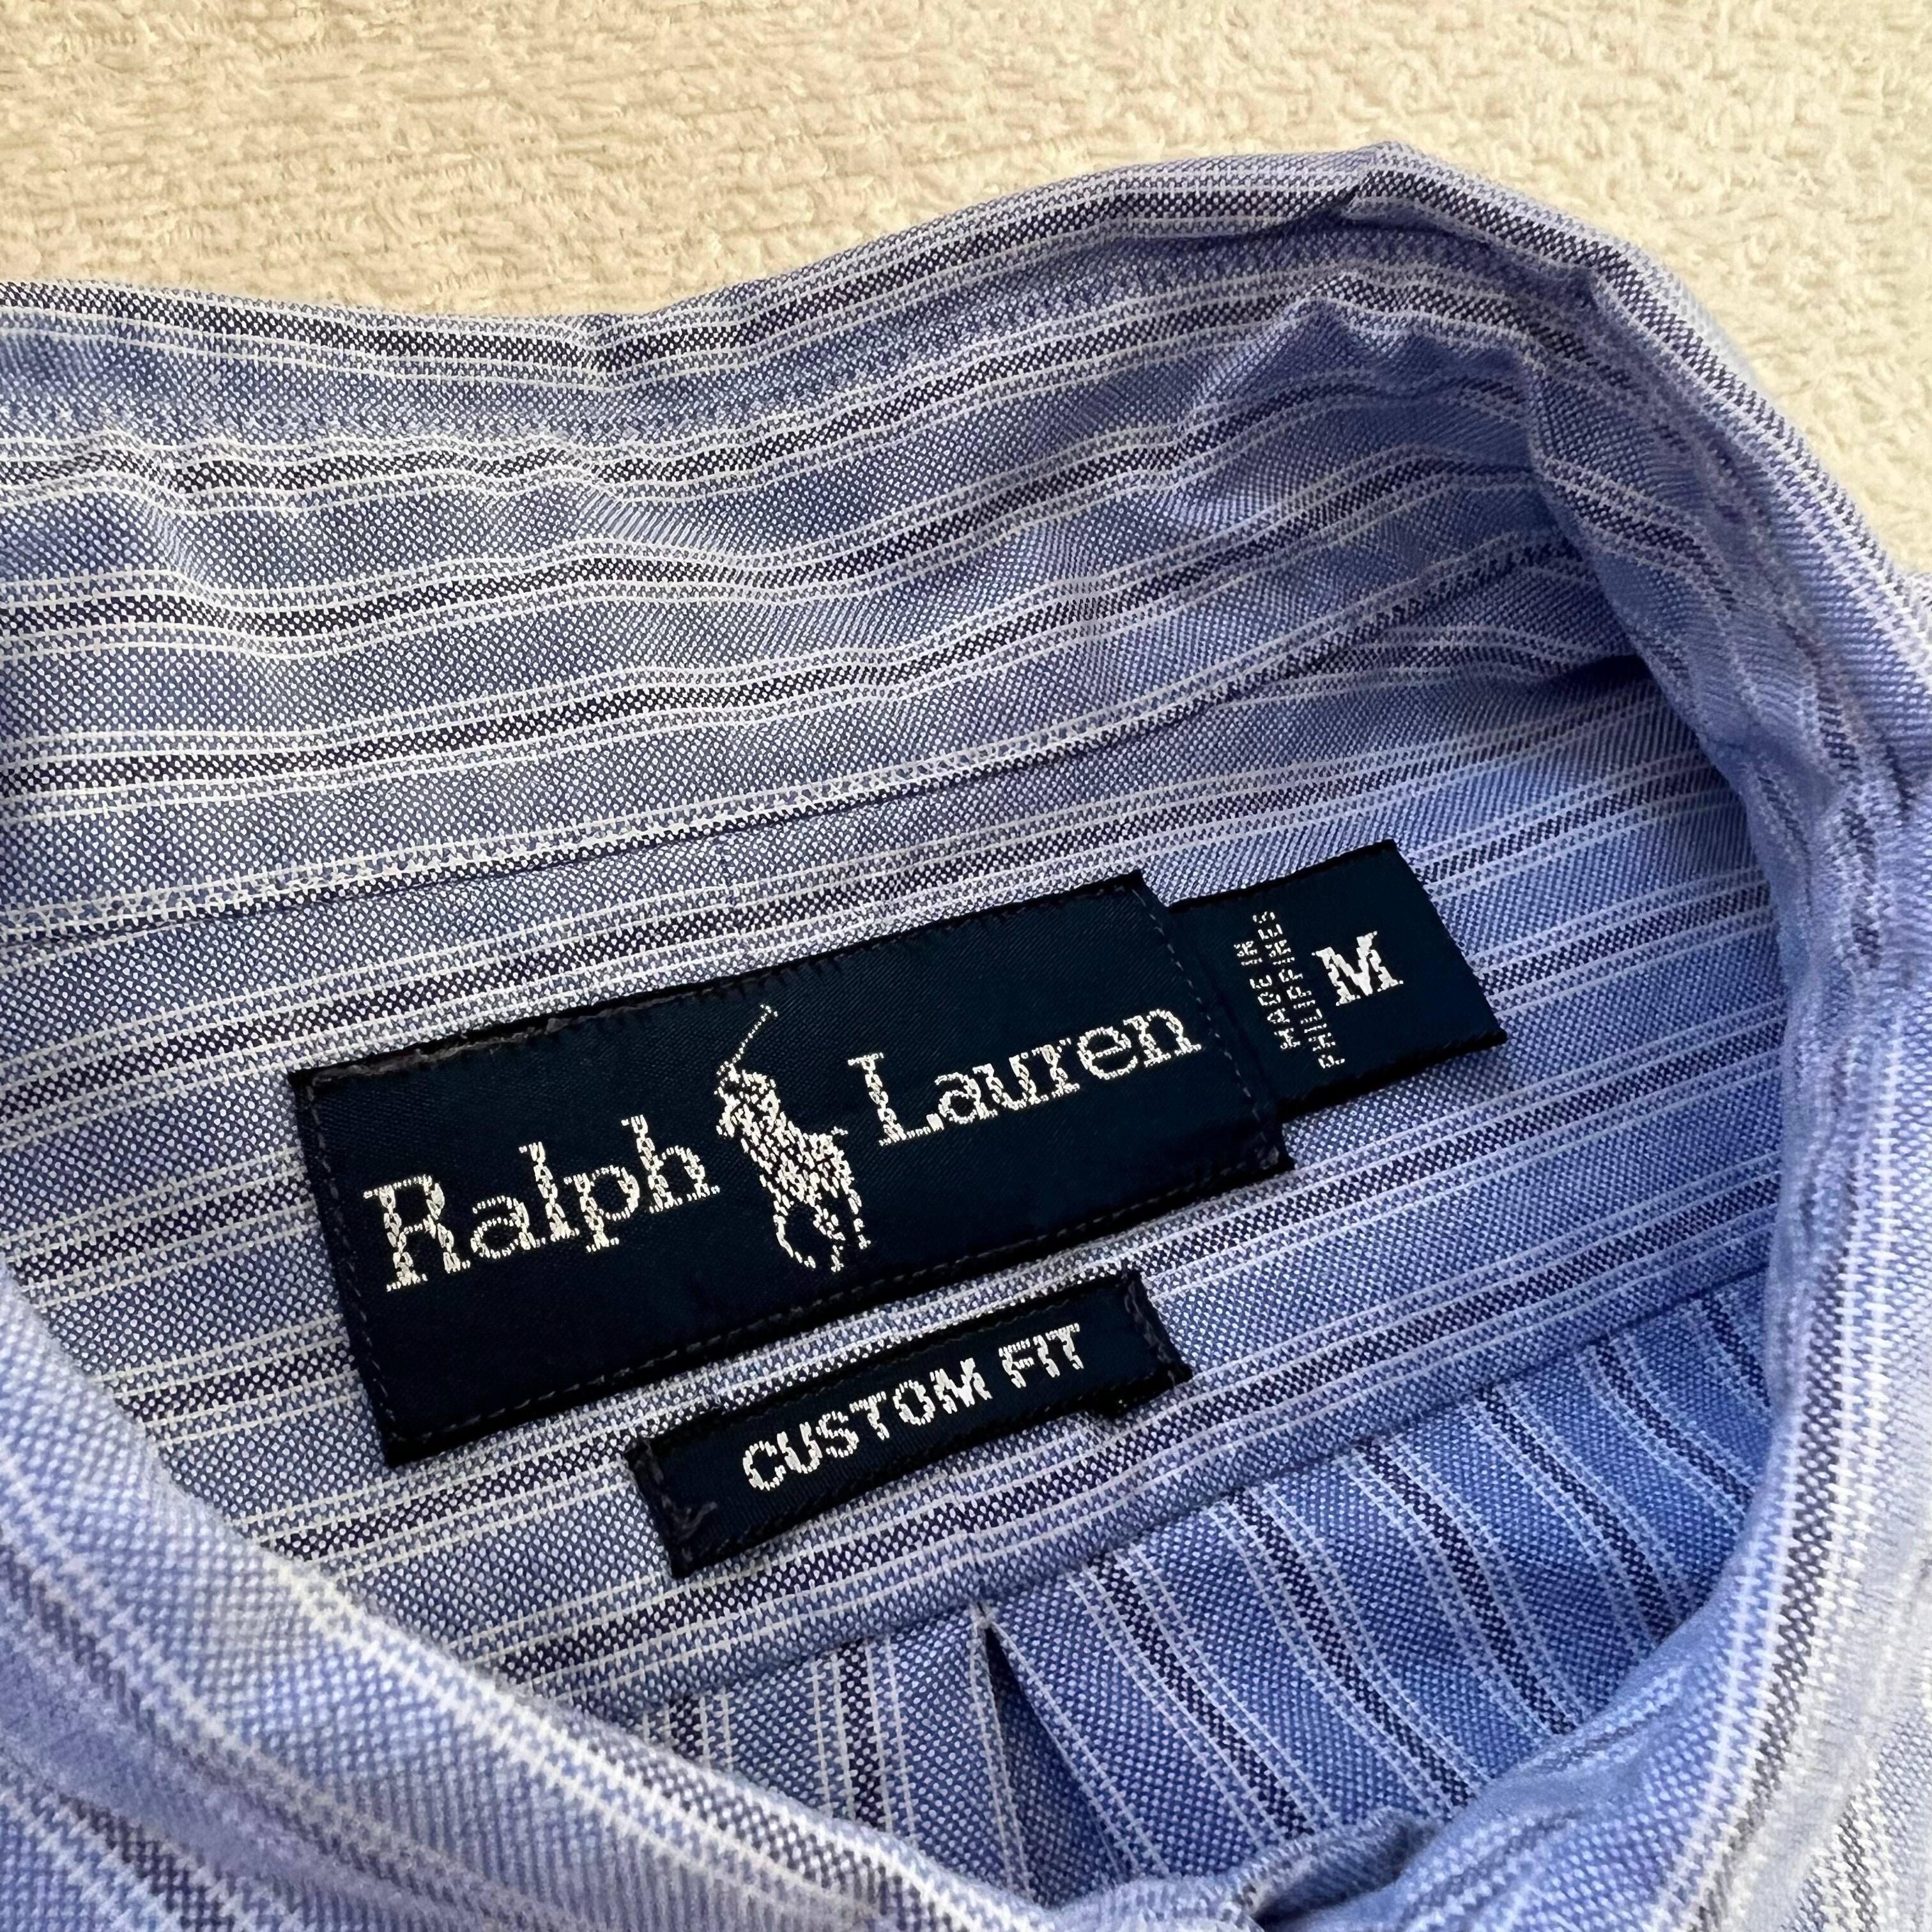 Ralph Lauren
MADE IN
PHILIPPINES
M
CUSTOM FIT